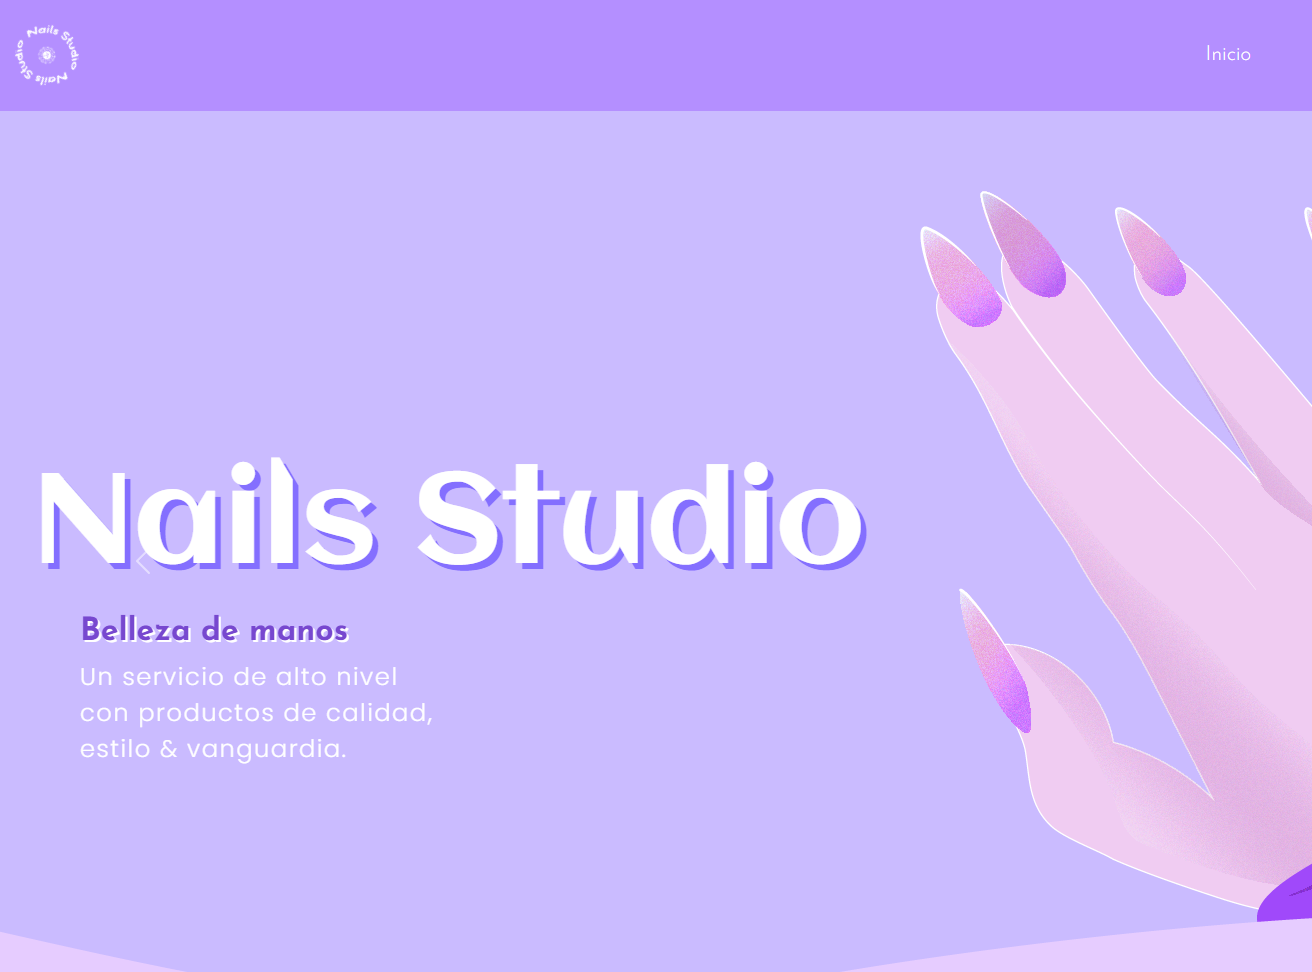 Nails Studio Nails Studio
Inicio
Nails Studio
Belleza de manos
Un servicio de alto nivel
con productos de calidad,
estilo & vanguardia.